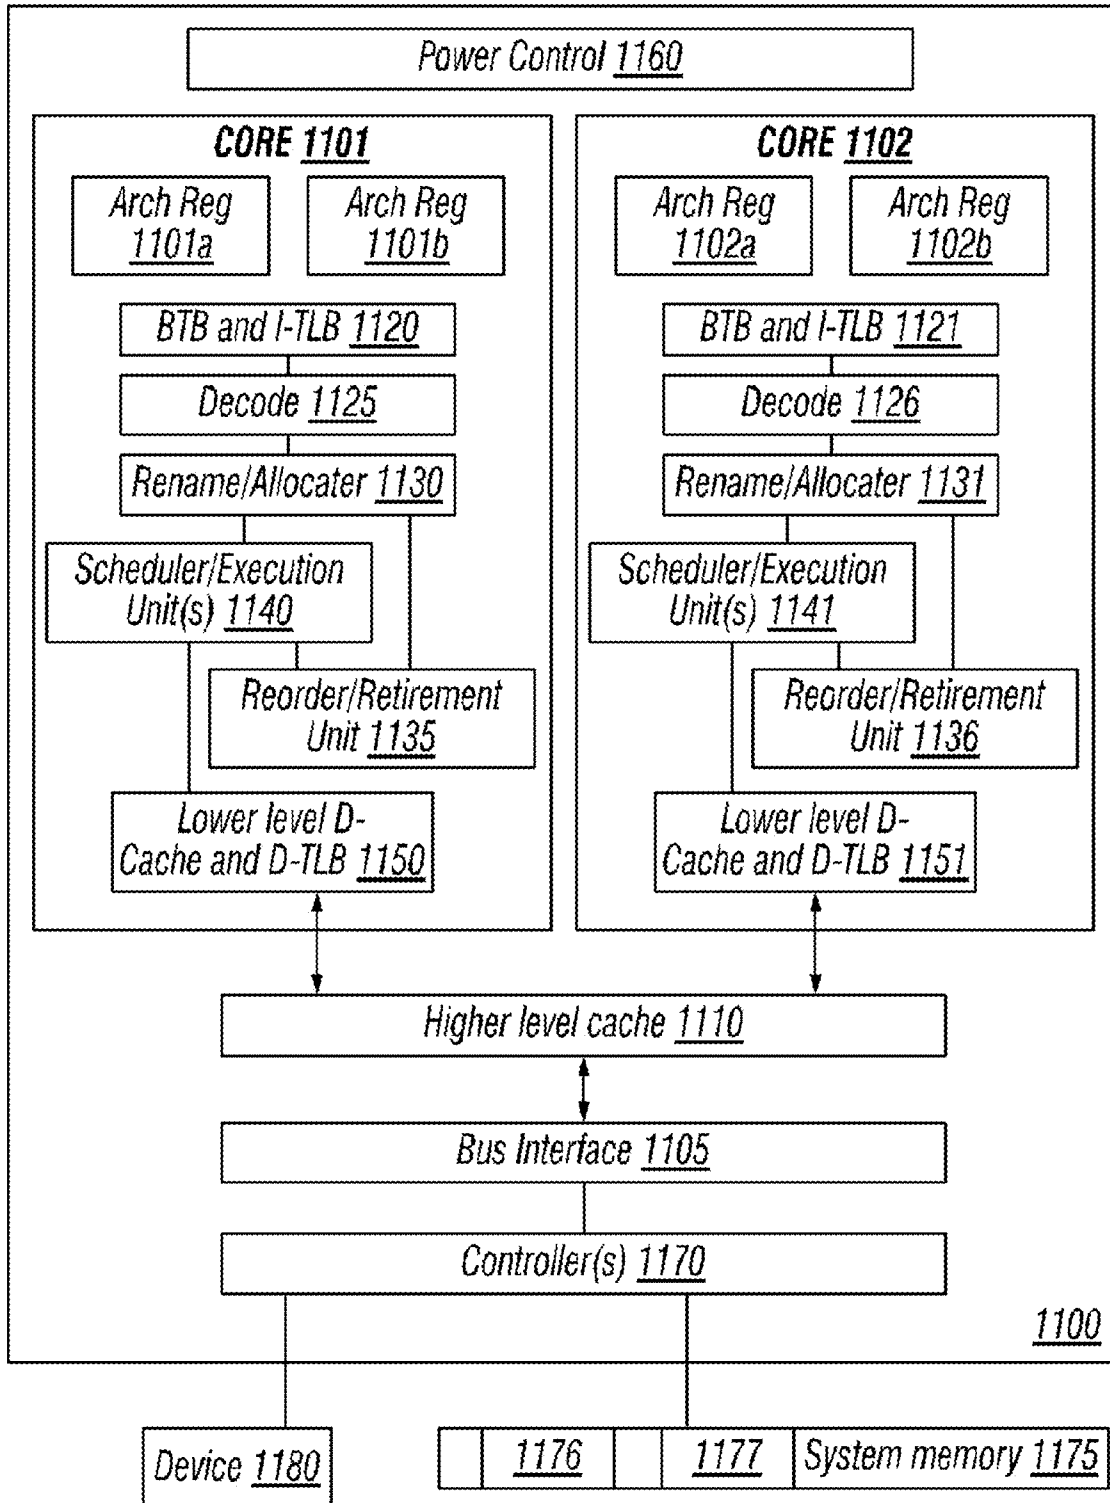 Power Control 1160
CORE 1101
Arch Reg
1101a
Arch Reg
1101b
BTB and I-TLB 1120
Decode 1125
Rename/Allocater 1130
Scheduler/Execution
Unit(s) 1140
Reorder/Retirement
Unit 1135
Lower level D-
Cache and D-TLB 1150
CORE 1102
Arch Reg
1102a
Arch Reg
1102b
BTB and I-TLB 1121
Decode 1126
Rename/Allocater 1131
Scheduler/Execution
Unit(s) 1141
Reorder/Retirement
Unit 1136
Lower level D-
Cache and D-TLB 1151
Higher level cache 1110
Bus Interface 1105
Controller(s) 1170
1100
Device 1180
1176
1177
System memory 1175